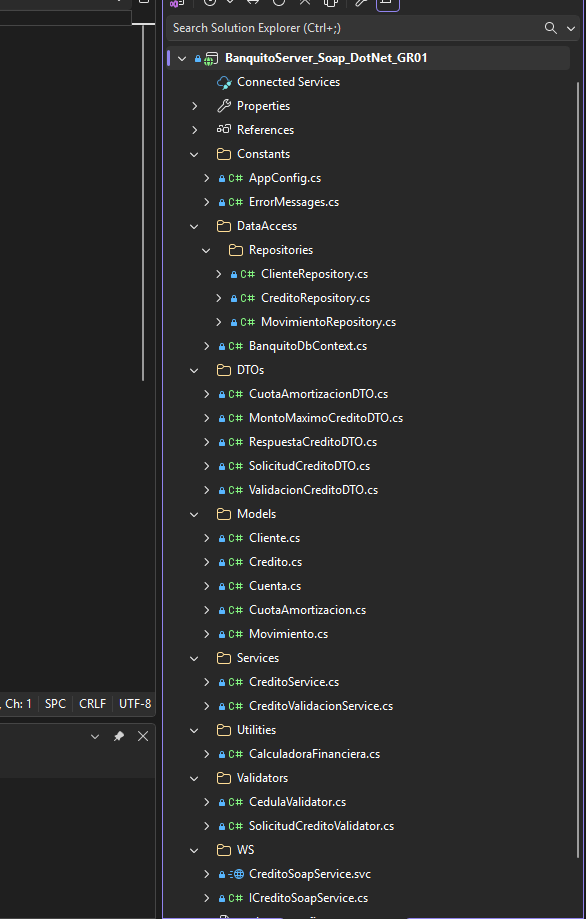 Search Solution Explorer (Ctrl+;)
BanquitoServer_Soap_DotNet_GR01
Connected Services
Properties
References
Constants
C# AppConfig.cs
C# ErrorMessages.cs
DataAccess
Repositories
C# ClienteRepository.cs
C# CreditoRepository.cs
C# MovimientoRepository.cs
C# BanquitoDbContext.cs
DTOs
C# CuotaAmortizacionDTO.cs
C# MontoMaximoCreditoDTO.cs
C# RespuestaCreditoDTO.cs
C# SolicitudCreditoDTO.cs
C# ValidacionCreditoDTO.cs
Models
C# Cliente.cs
C# Credito.cs
C# Cuenta.cs
C# CuotaAmortizacion.cs
C# Movimiento.cs
Services
C# CreditoService.cs
, Ch: 1 SPC CRLF UTF-8
C# CreditoValidacionService.cs
Utilities
C# CalculadoraFinanciera.cs
Validators
C# CedulaValidator.cs
C# SolicitudCreditoValidator.cs
WS
CreditoSoapService.svc
C# ICreditoSoapService.cs